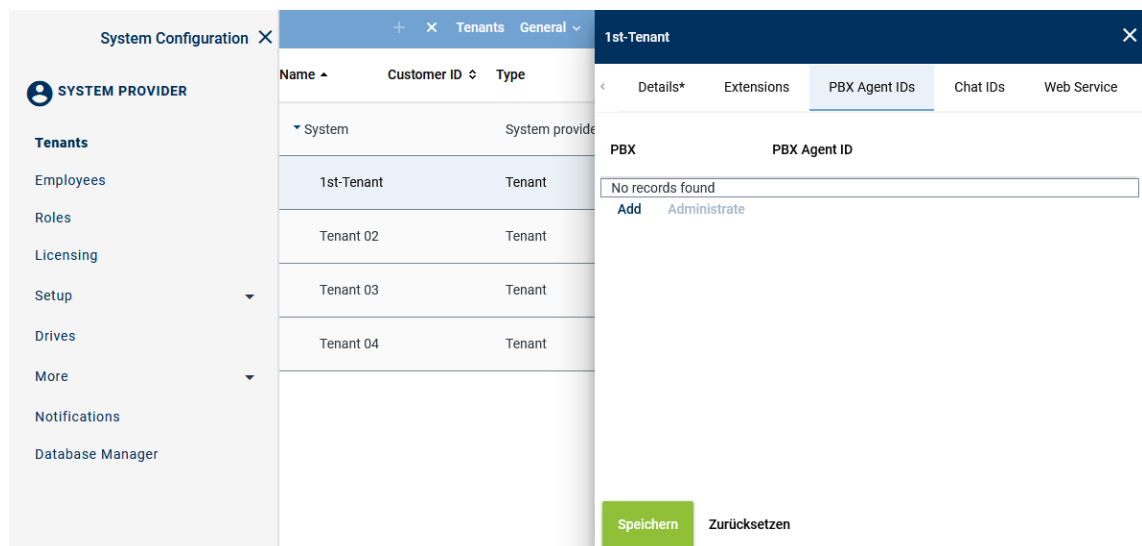 System Configuration
SYSTEM PROVIDER
Tenants
Employees
Roles
Licensing
Setup
Drives
More
Notifications
Database Manager
Tenants General
Name Customer ID Type
System System provide
1st-Tenant Tenant
Tenant 02 Tenant
Tenant 03 Tenant
Tenant 04 Tenant
1st-Tenant
Details* Extensions PBX Agent IDs Chat IDs Web Service
PBX PBX Agent ID
No records found
Add Administrate
Speichern Zurücksetzen